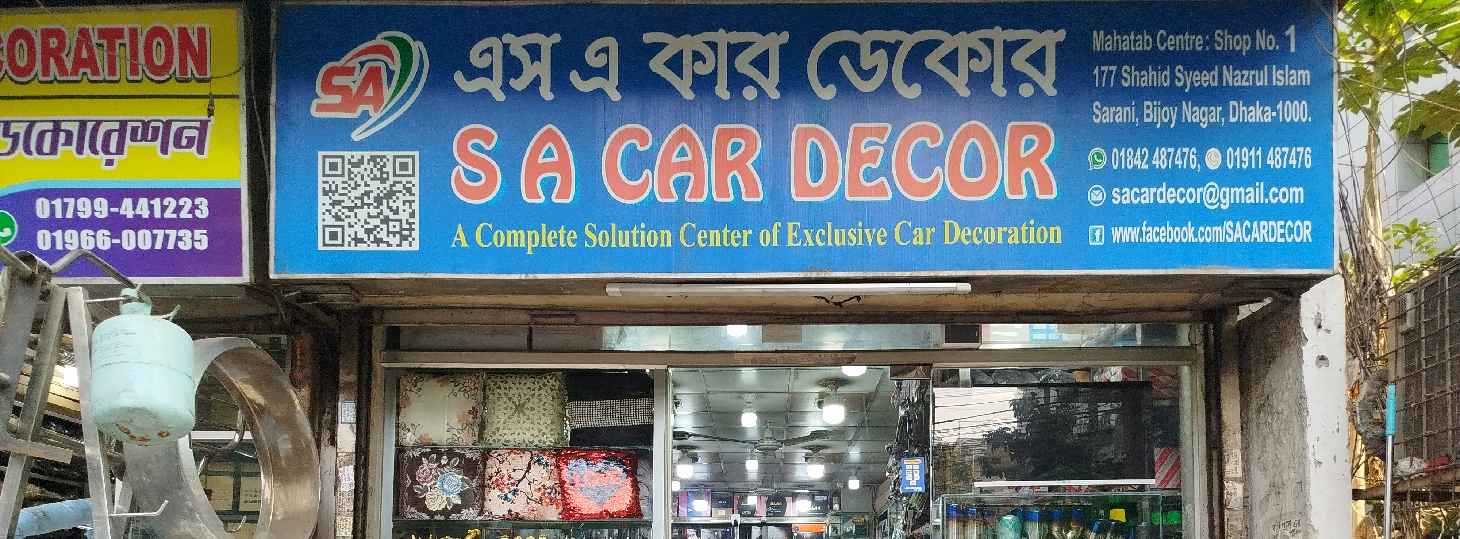 CORATION
ডেকোরেশন
01799-441223
01966-007735
SA
এস এ কার ডেকোর
S A CAR DECOR
A Complete Solution Center of Exclusive Car Decoration
Mahatab Centre: Shop No. 1
177 Shahid Syeed Nazrul Islam
Sarani, Bijoy Nagar, Dhaka-1000.
01842 487476, 01911 487476
sacardecor@gmail.com
www.facebook.com/SACARDECOR